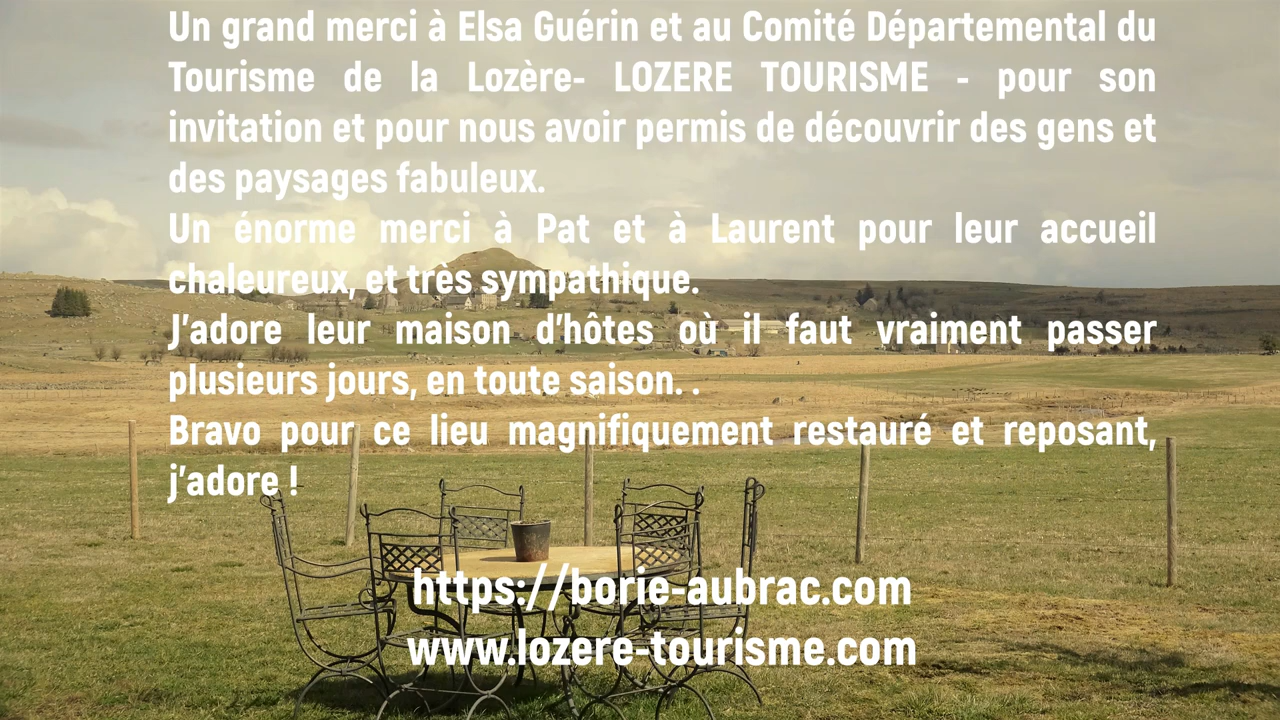 Un grand merci à Elsa Guérin et au Comité Départemental du
Tourisme de la Lozère- LOZERE TOURISME - pour son
invitation et pour nous avoir permis de découvrir des gens et
des paysages fabuleux.
Un énorme merci à Pat et à Laurent pour leur accueil
chaleureux, et très sympathique.
J'adore leur maison d'hôtes où il faut vraiment passer
plusieurs jours, en toute saison. .
Bravo pour ce lieu magnifiquement restauré et reposant,
j'adore !
https://borie-aubrac.com
www.lozere-tourisme.com